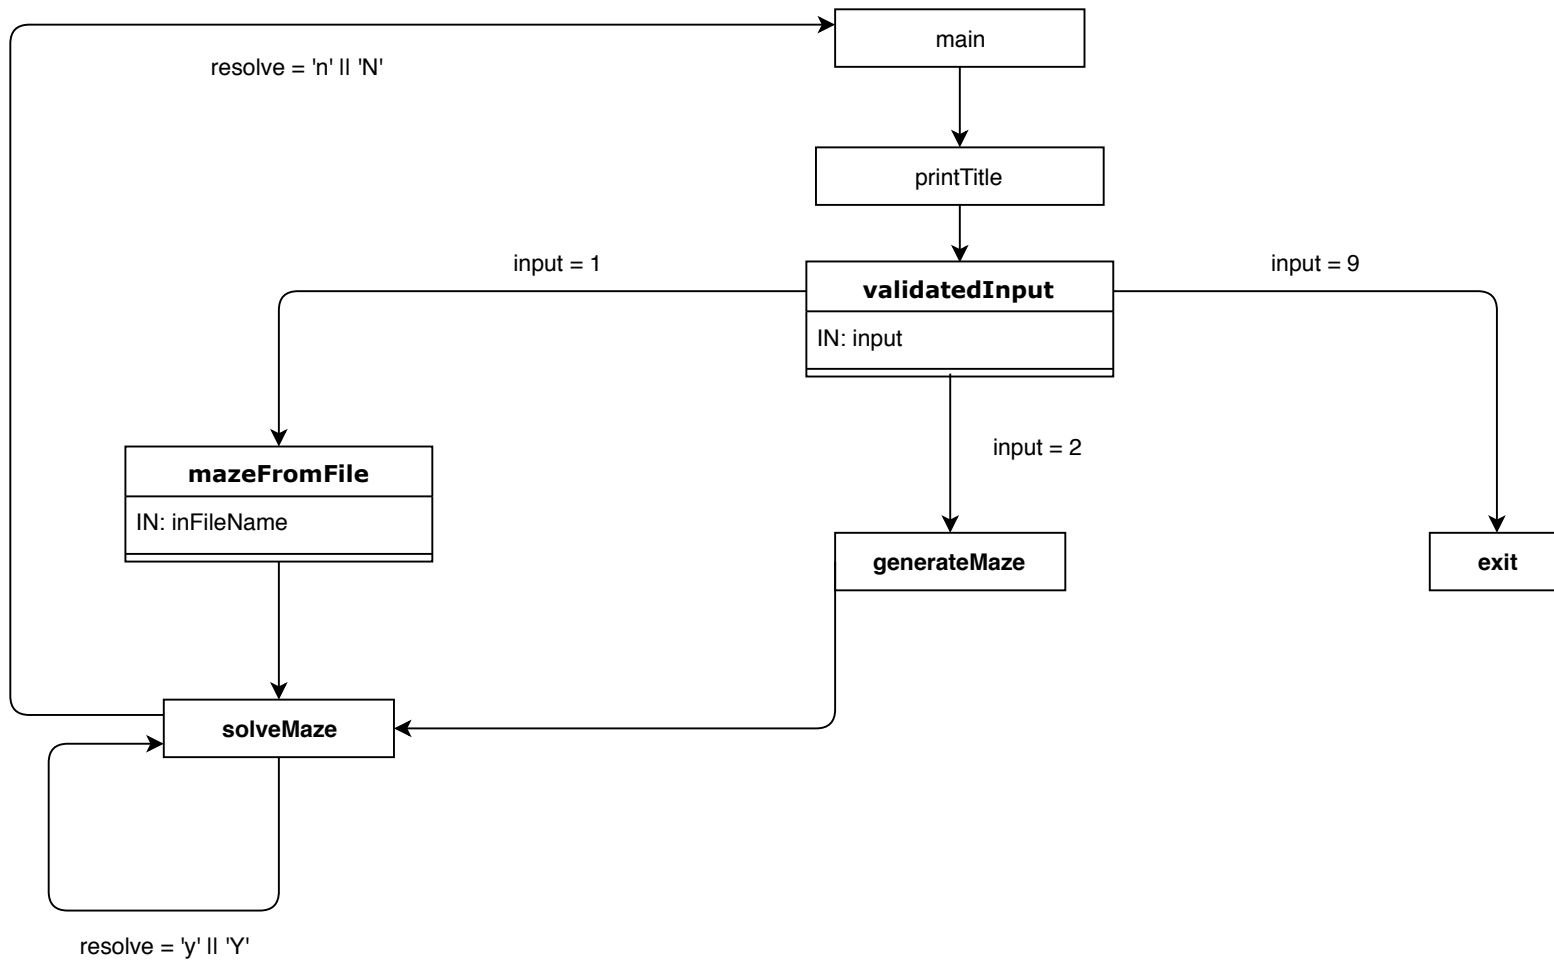 main
resolve = 'n' || 'N'
printTitle
input = 1
input = 9
validatedInput
IN: input
input = 2
mazeFromFile
IN: inFileName
generateMaze
exit
solveMaze
resolve = 'y' || 'Y'